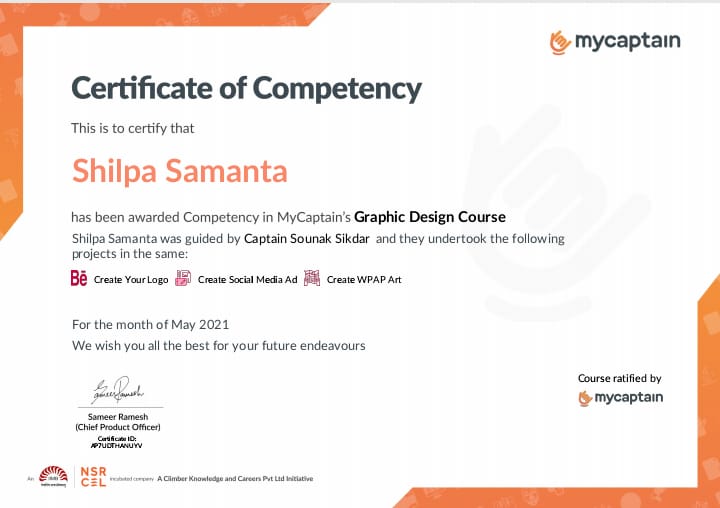 mycaptain
Certificate of Competency
This is to certify that
Shilpa Samanta
has been awarded Competency in MyCaptain's Graphic Design Course
Shilpa Samanta was guided by Captain Sounak Sikdar and they undertook the following
projects in the same:
Bē Create Your Logo Create Social Media Ad Create WPAP Art
For the month of May 2021
We wish you all the best for your future endeavours
Sameer Ramesh
(Chief Product Officer)
Certificate ID:
AP7UDTHANUYV
Course ratified by
mycaptain
An NSRCEL incubated company A Climber Knowledge and Careers Pvt Ltd Initiative